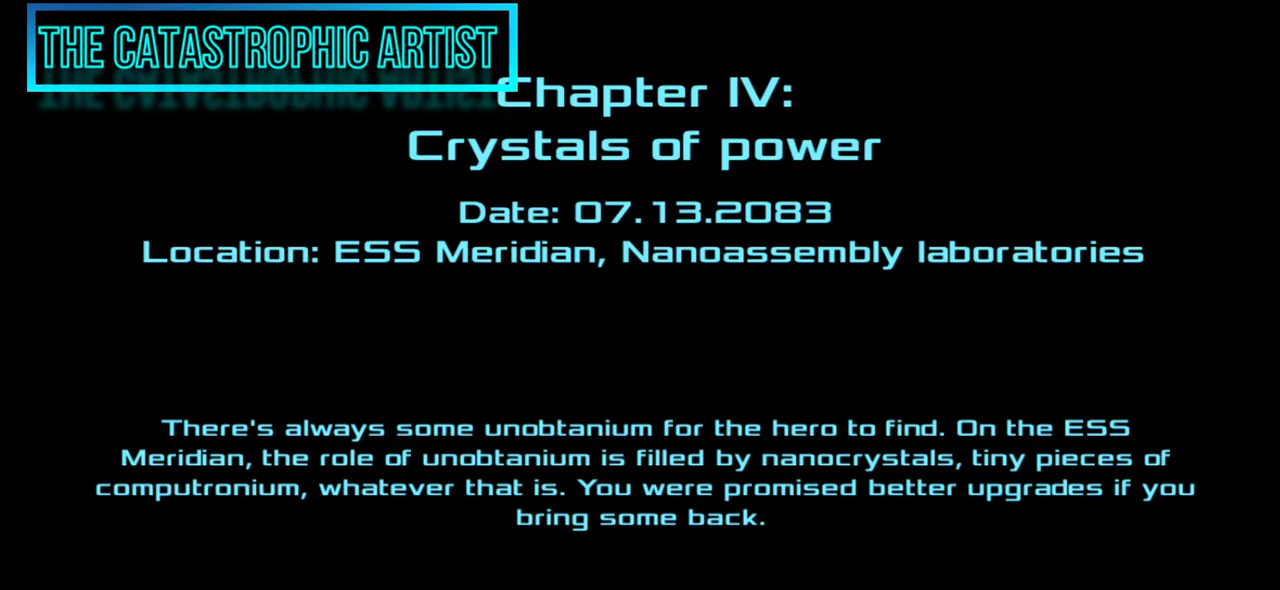 THE CATASTROPHIC ARTIST
Chapter IV:
Crystals of power
Date: 07.13.2083
Location: ESS Meridian, Nanoassembly laboratories
There's always some unobtanium for the hero to find. On the ESS
Meridian, the role of unobtanium is filled by nanocrystals, tiny pieces of
computronium, whatever that is. You were promised better upgrades if you
bring some back.